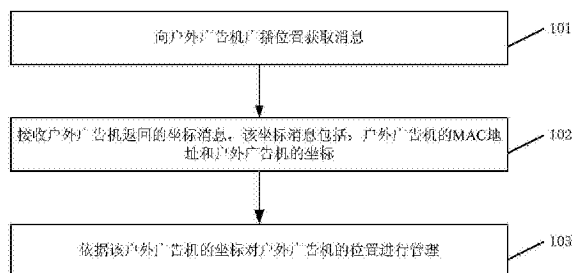 向户外广告机广播位置获取消息
101
接收户外广告机返回的坐标消息，该坐标消息包括：户外广告机的MAC地
址和户外广告机的坐标
102
依据该户外广告机的坐标对户外广告机的位置进行管理
103